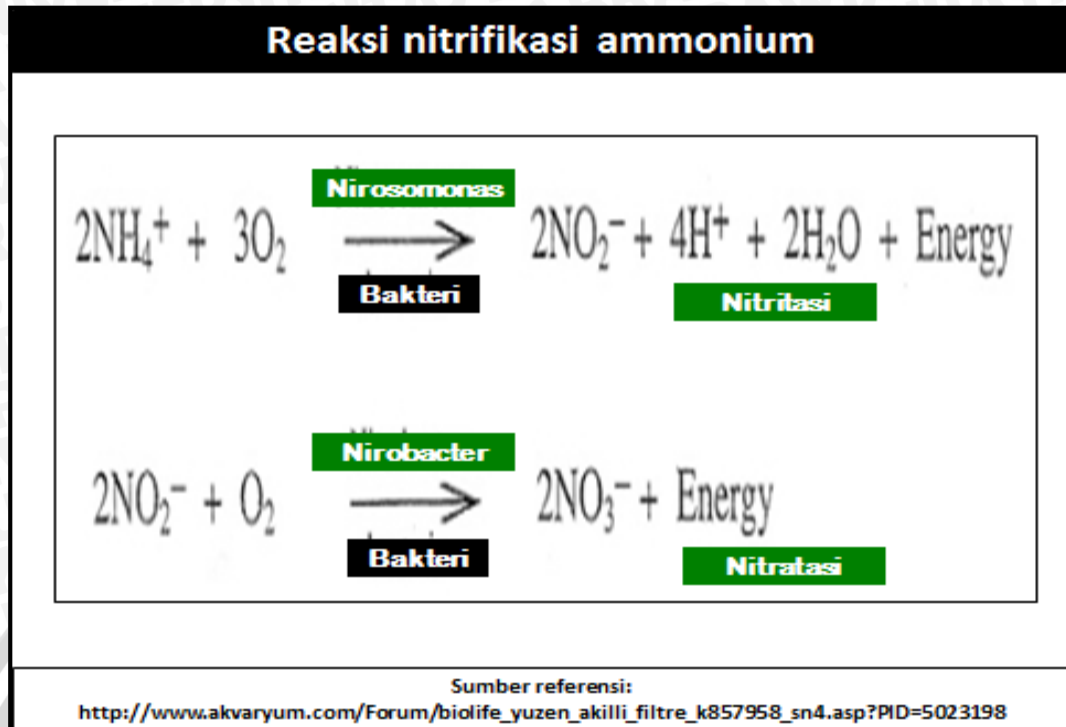 Reaksi nitrifikasi ammonium
Nirosomonas
2NH₄⁺ + 3O₂ → 2NO₂⁻ + 4H⁺ + 2H₂O + Energy
Bakteri
Nitritasi
Nirobacter
2NO₂⁻ + O₂ → 2NO₃⁻ + Energy
Bakteri
Nitratasi
Sumber referensi:
http://www.akvaryum.com/Forum/biolife_yuzen_akilli_filtre_k857958_sn4.asp?PID=5023198